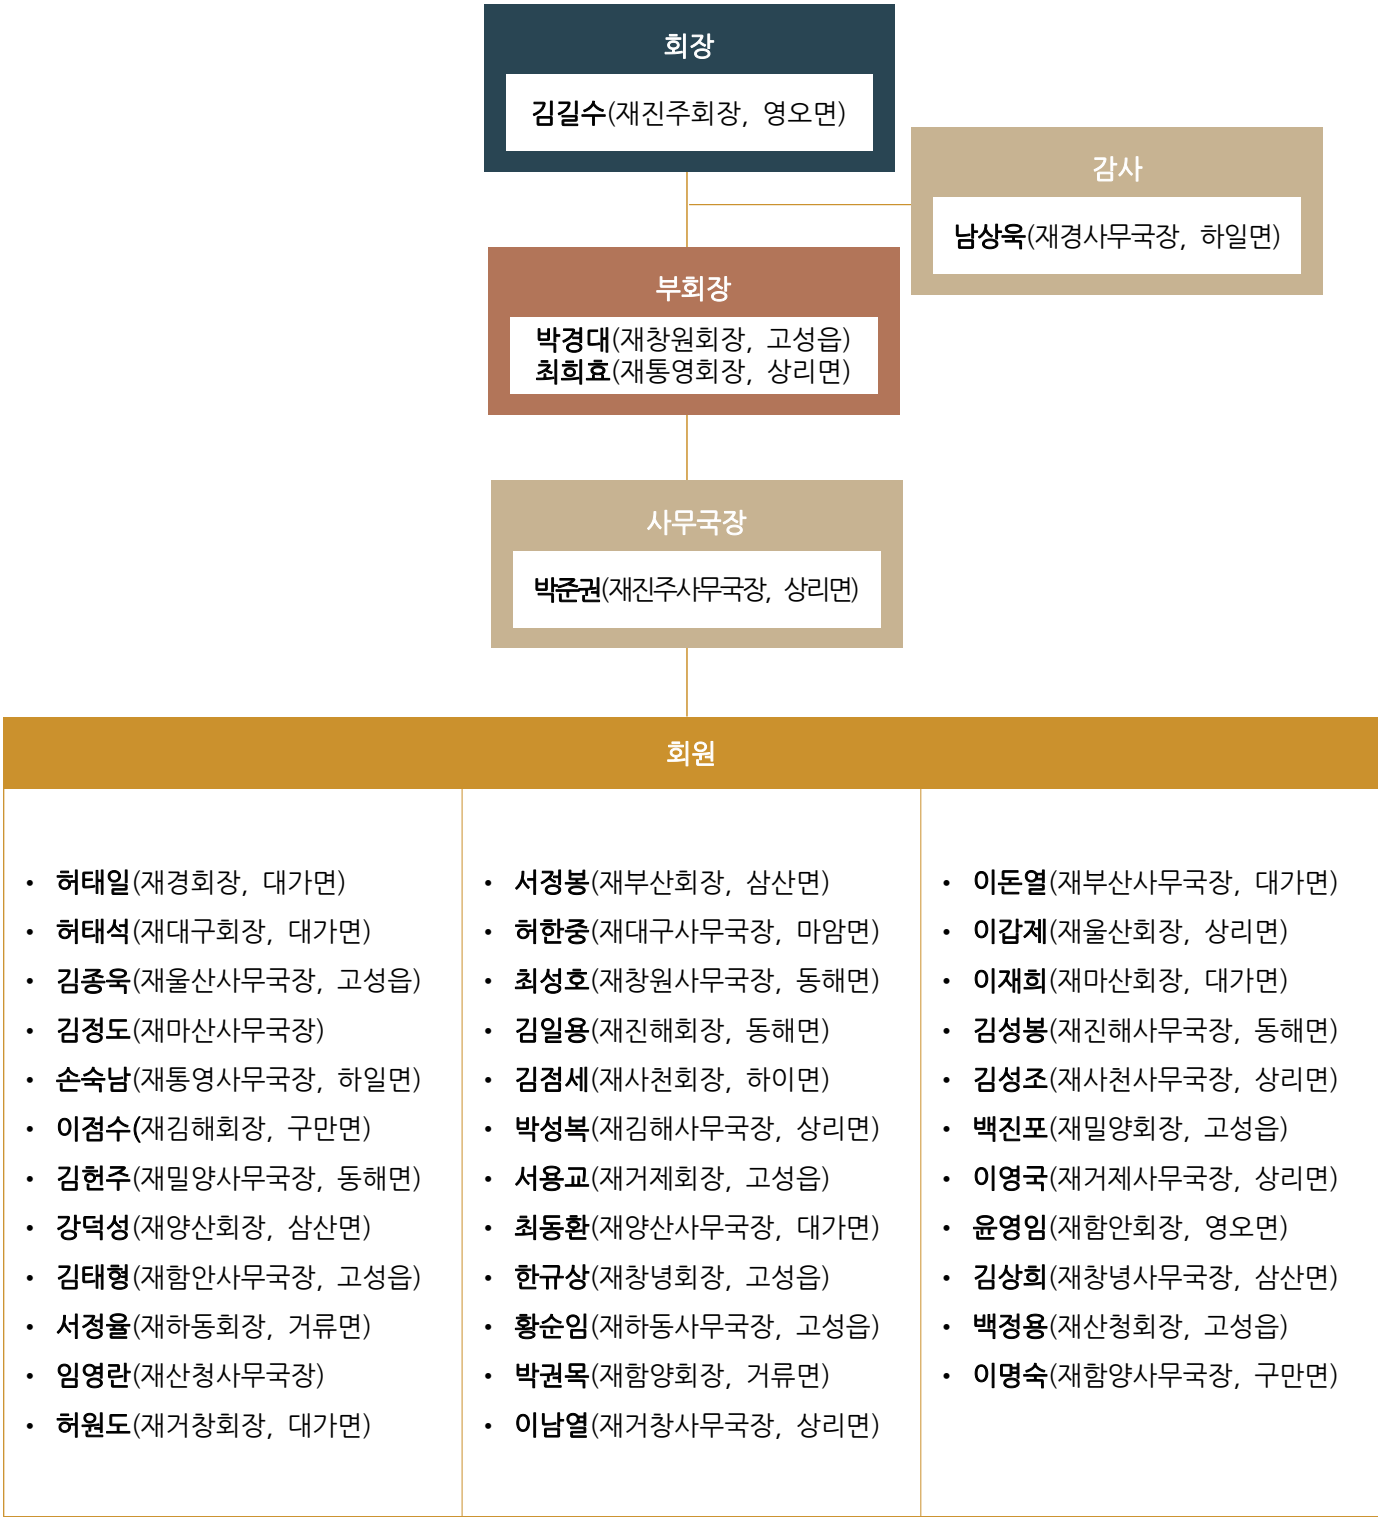 회장
김길수(재진주회장, 영오면)
감사
남상욱(재경사무국장, 하일면)
부회장
박경대(재창원회장, 고성읍)
최희효(재통영회장, 상리면)
사무국장
박준권(재진주사무국장, 상리면)
회원
• 허태일(재경회장, 대가면)
• 허태석(재대구회장, 대가면)
• 김종욱(재울산사무국장, 고성읍)
• 김정도(재마산사무국장)
• 손숙남(재통영사무국장, 하일면)
• 이점수(재김해회장, 구만면)
• 김헌주(재밀양사무국장, 동해면)
• 강덕성(재양산회장, 삼산면)
• 김태형(재함안사무국장, 고성읍)
• 서정율(재하동회장, 거류면)
• 임영란(재산청사무국장)
• 허원도(재거창회장, 대가면)
• 서정봉(재부산회장, 삼산면)
• 허한중(재대구사무국장, 마암면)
• 최성호(재창원사무국장, 동해면)
• 김일용(재진해회장, 동해면)
• 김점세(재사천회장, 하이면)
• 박성복(재김해사무국장, 상리면)
• 서용교(재거제회장, 고성읍)
• 최동환(재양산사무국장, 대가면)
• 한규상(재창녕회장, 고성읍)
• 황순임(재하동사무국장, 고성읍)
• 박권목(재함양회장, 거류면)
• 이남열(재거창사무국장, 상리면)
• 이돈열(재부산사무국장, 대가면)
• 이갑제(재울산회장, 상리면)
• 이재희(재마산회장, 대가면)
• 김성봉(재진해사무국장, 동해면)
• 김성조(재사천사무국장, 상리면)
• 백진포(재밀양회장, 고성읍)
• 이영국(재거제사무국장, 상리면)
• 윤영임(재함안회장, 영오면)
• 김상희(재창녕사무국장, 삼산면)
• 백정용(재산청회장, 고성읍)
• 이명숙(재함양사무국장, 구만면)